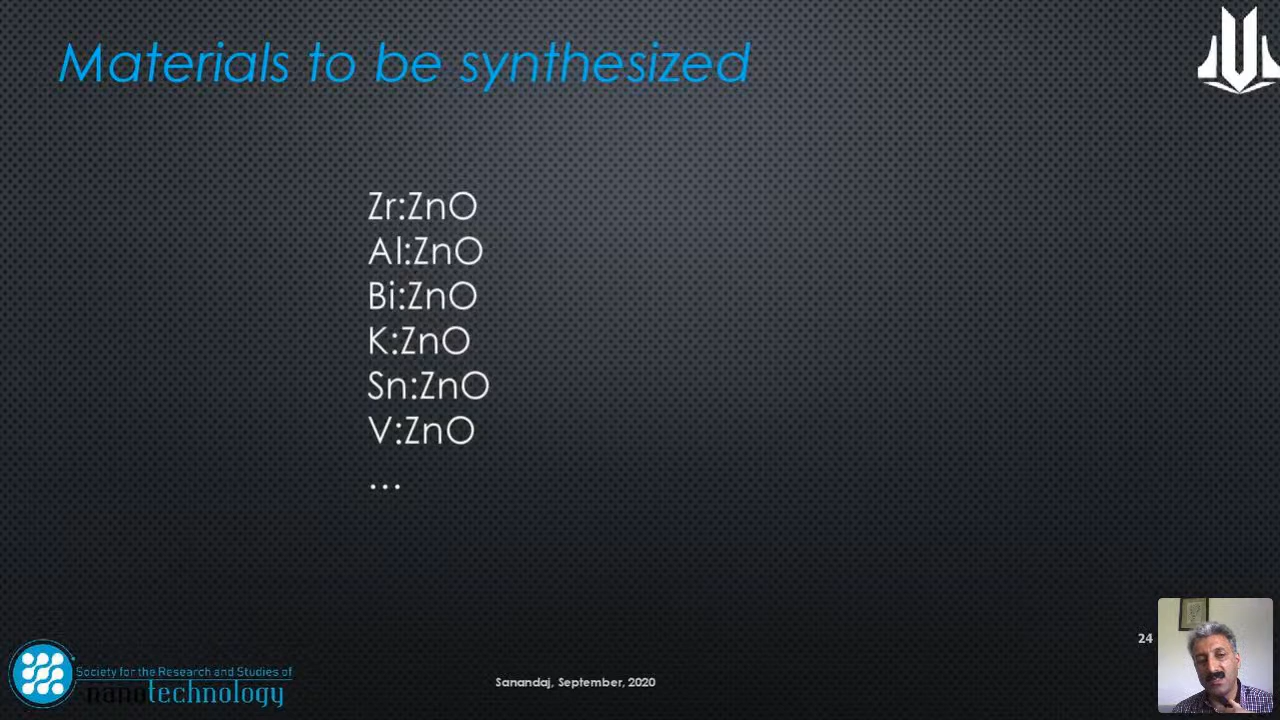 Materials to be synthesized
Zr:ZnO
Al:ZnO
Bi:ZnO
K:ZnO
Sn:ZnO
V:ZnO
...
24
Society for the Research and Studies of
nanotechnology
Sanandaj, September, 2020